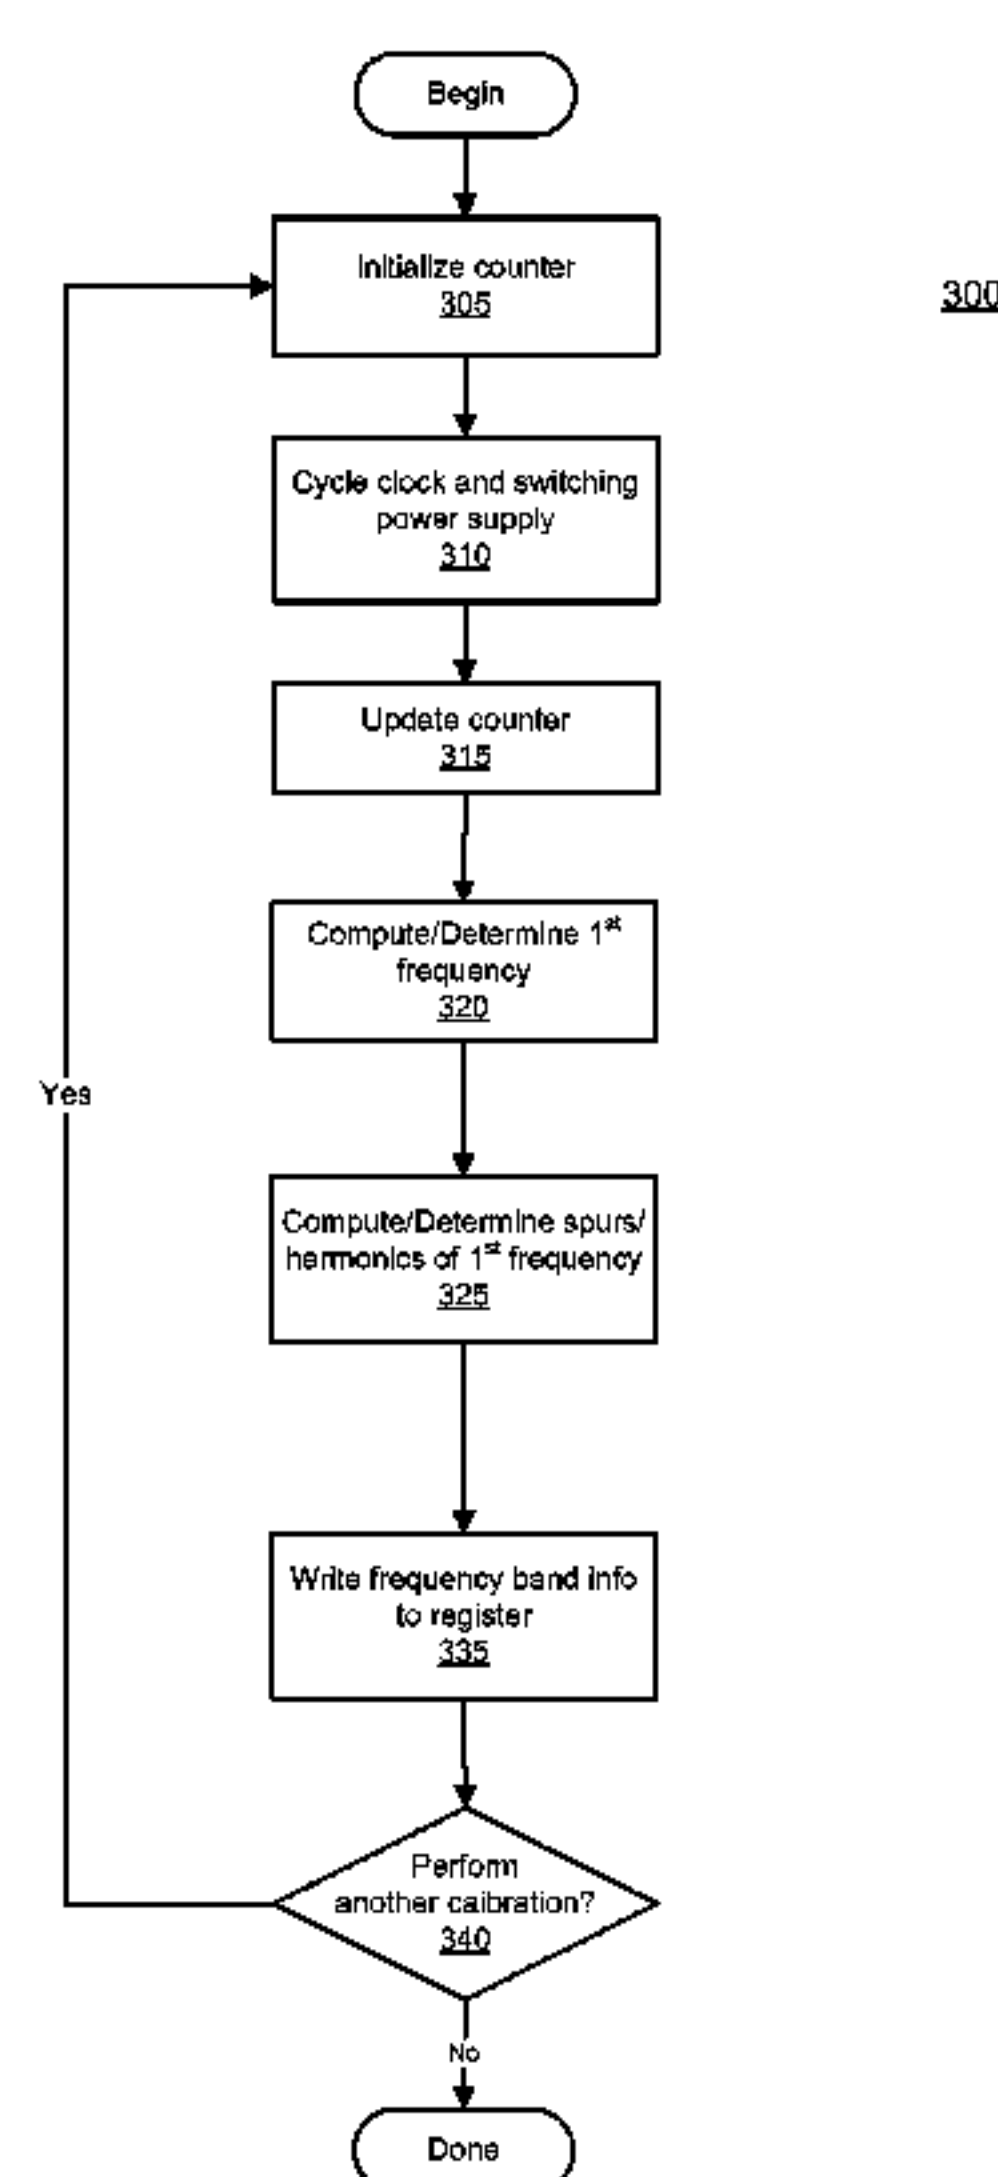 Begin
Initialize counter
305
300
Cycle clock and switching
power supply
310
Update counter
315
Compute/Determine 1st
frequency
320
Yes
Compute/Determine spurs/
harmonics of 1st frequency
325
Write frequency band info
to register
335
Perform
another caibration?
340
No
Done